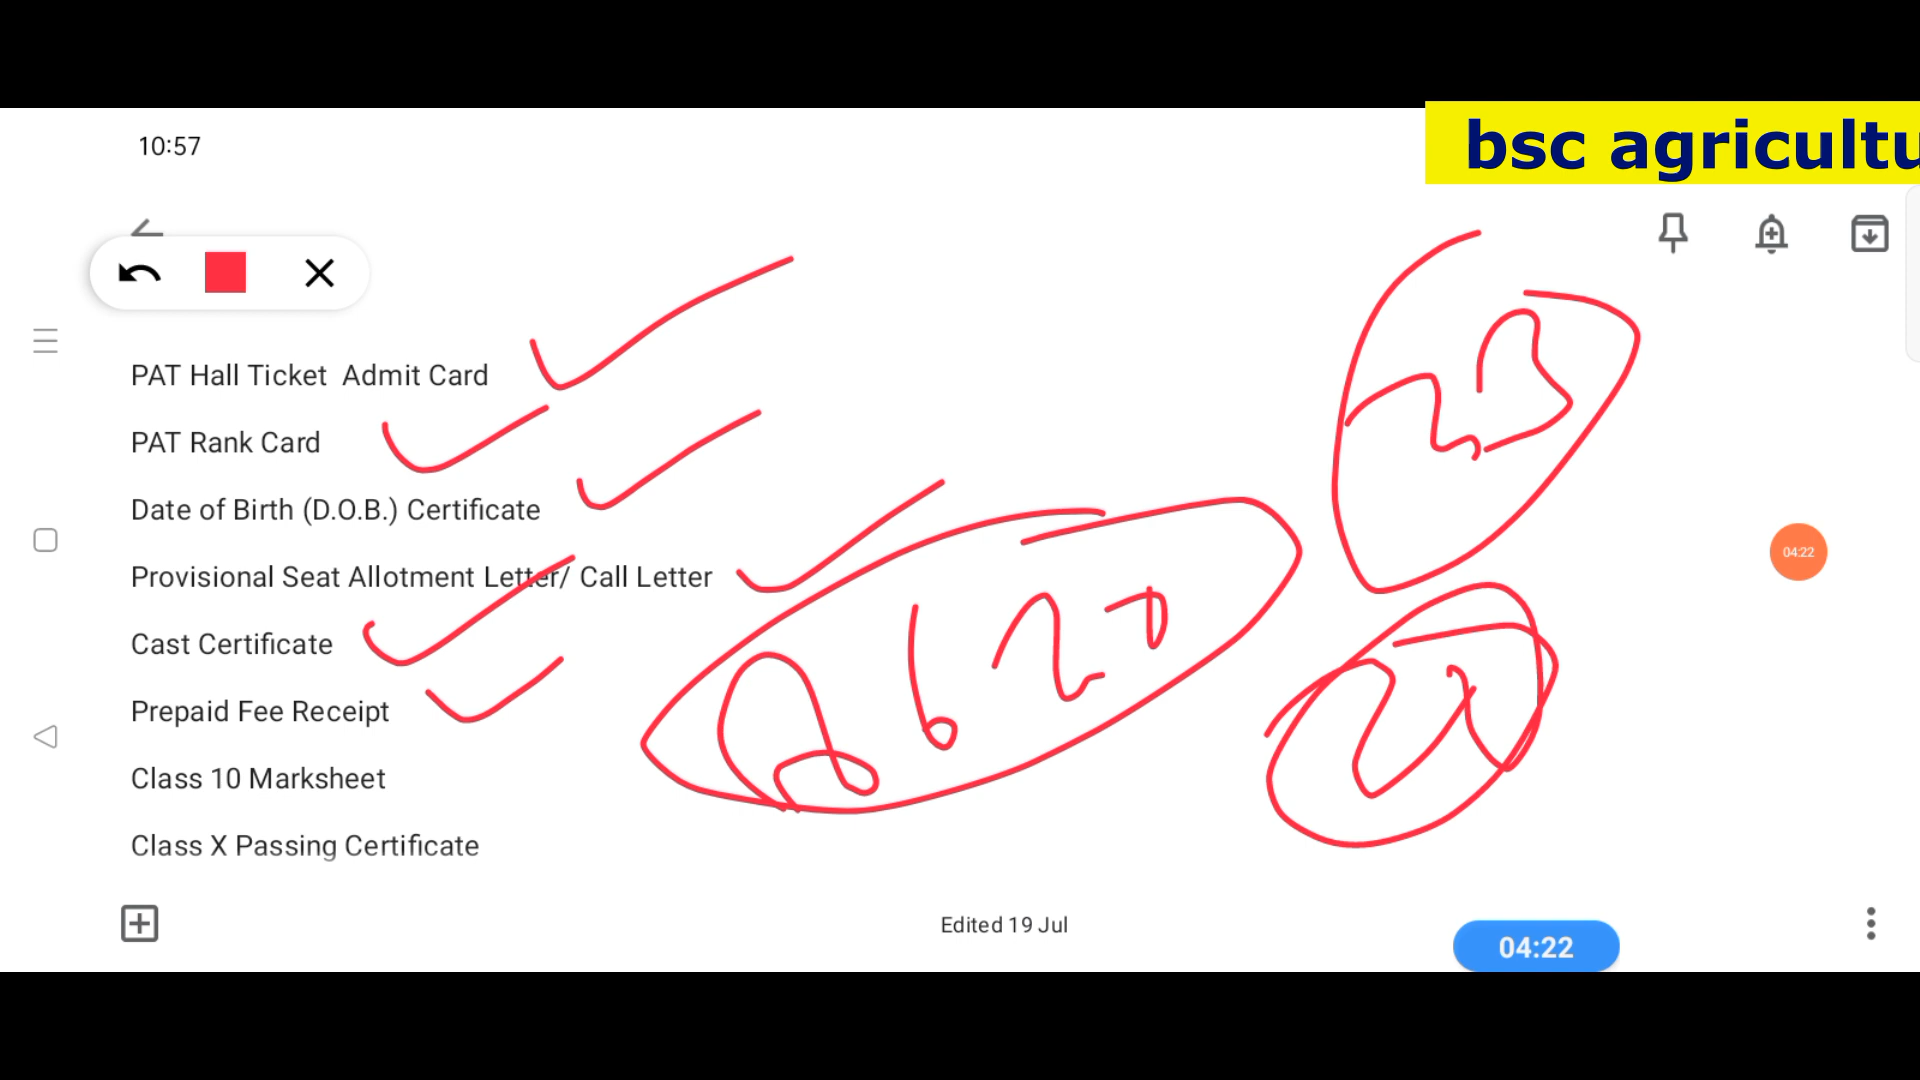 bsc agricultu
10:57
PAT Hall Ticket Admit Card
PAT Rank Card
Date of Birth (D.O.B.) Certificate
Provisional Seat Allotment Letter/ Call Letter
Cast Certificate
Prepaid Fee Receipt
Class 10 Marksheet
Class X Passing Certificate
23
04:22
Edited 19 Jul
04:22